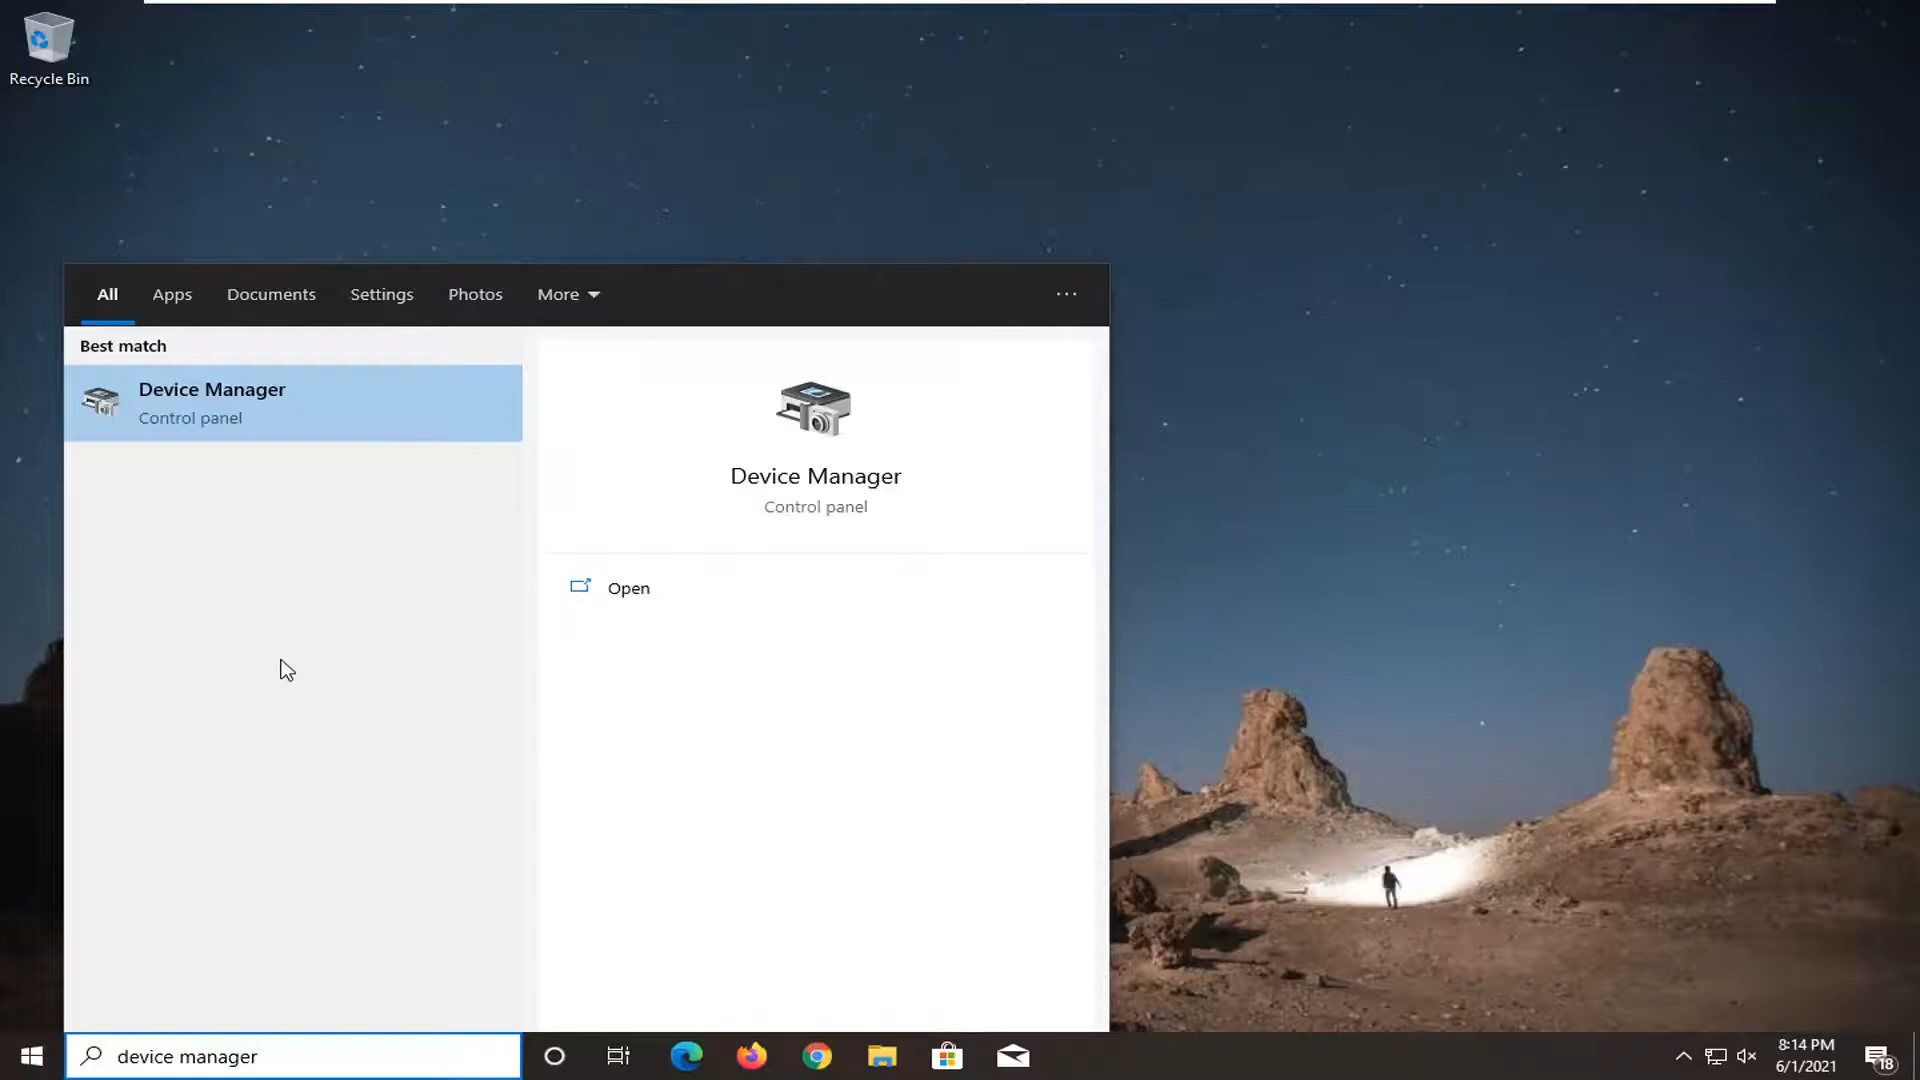 Recycle Bin
All Apps Documents Settings Photos More ...
Best match
Device Manager
Control panel
Device Manager
Control panel
Open
device manager
8:14 PM
6/1/2021
18